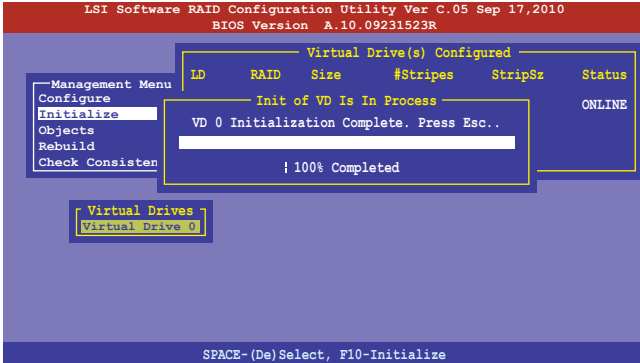 LSI Software RAID Configuration Utility Ver C.05 Sep 17,2010
BIOS Version A.10.09231523R
Virtual Drive(s) Configured
LD RAID Size #Stripes StripSz Status
ONLINE
Management Menu
Configure
Initialize
Objects
Rebuild
Check Consisten
Init of VD Is In Process
VD 0 Initialization Complete. Press Esc..
100% Completed
Virtual Drives
Virtual Drive 0
SPACE-(De)Select, F10-Initialize